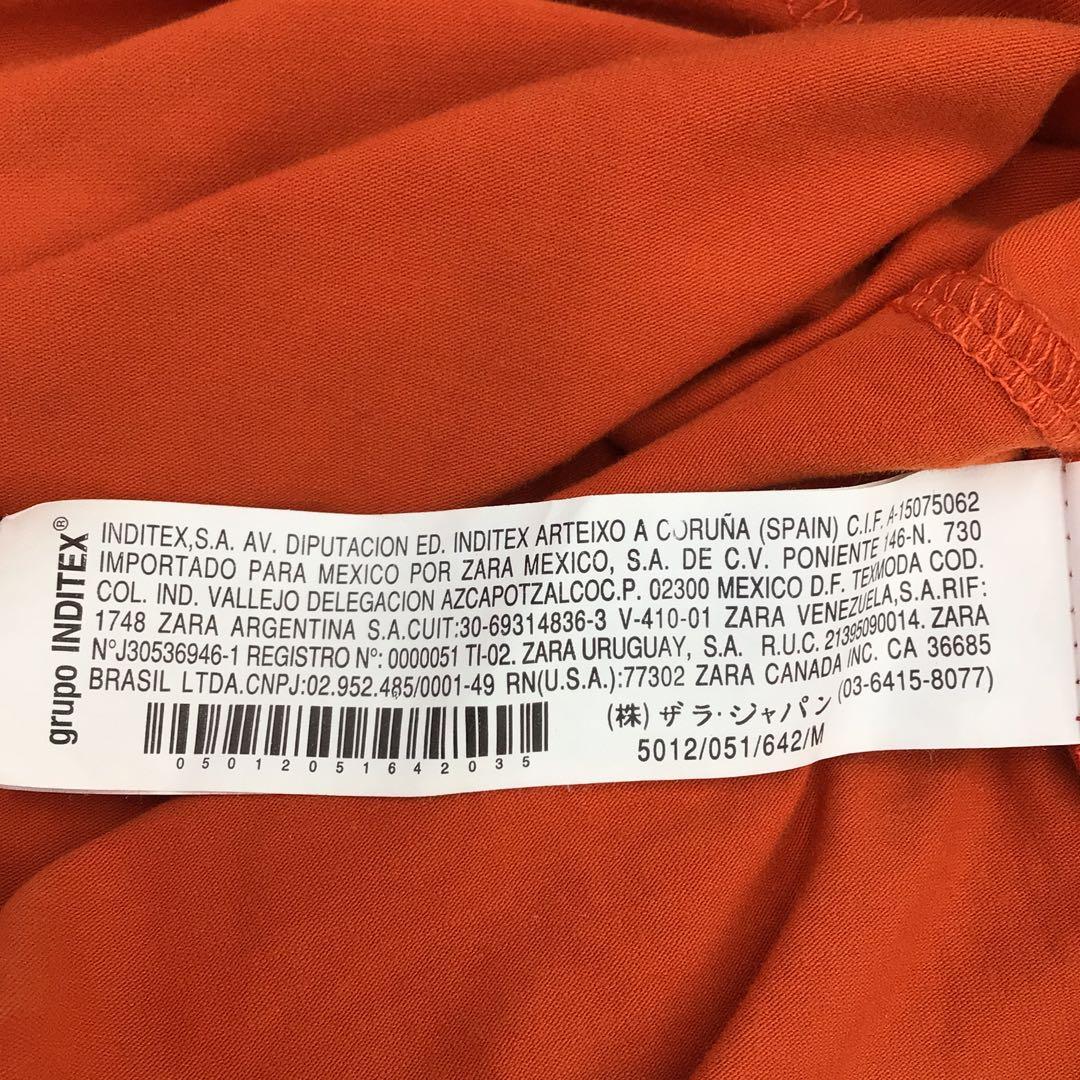 grupo INDITEX®
INDITEX,S.A. AV. DIPUTACION ED. INDITEX ARTEIXO A CORUÑA (SPAIN) C.I.F. A-15075062
IMPORTADO PARA MEXICO POR ZARA MEXICO, S.A. DE C.V. PONIENTE 146-N. 730
COL. IND. VALLEJO DELEGACION AZCAPOTZALCOC.P. 02300 MEXICO D.F. TEXMODA COD.
1748 ZARA ARGENTINA S.A.CUIT:30-69314836-3 V-410-01 ZARA VENEZUELA,S.A.RIF:
N°J30536946-1 REGISTRO N°: 0000051 TI-02. ZARA URUGUAY, S.A. R.U.C. 21395090014. ZARA
BRASIL LTDA.CNPJ:02.952.485/0001-49 RN(U.S.A.):77302 ZARA CANADA INC. CA 36685
(株) ザラ・ジャパン (03-6415-8077)
5012/051/642/M
05012051642035